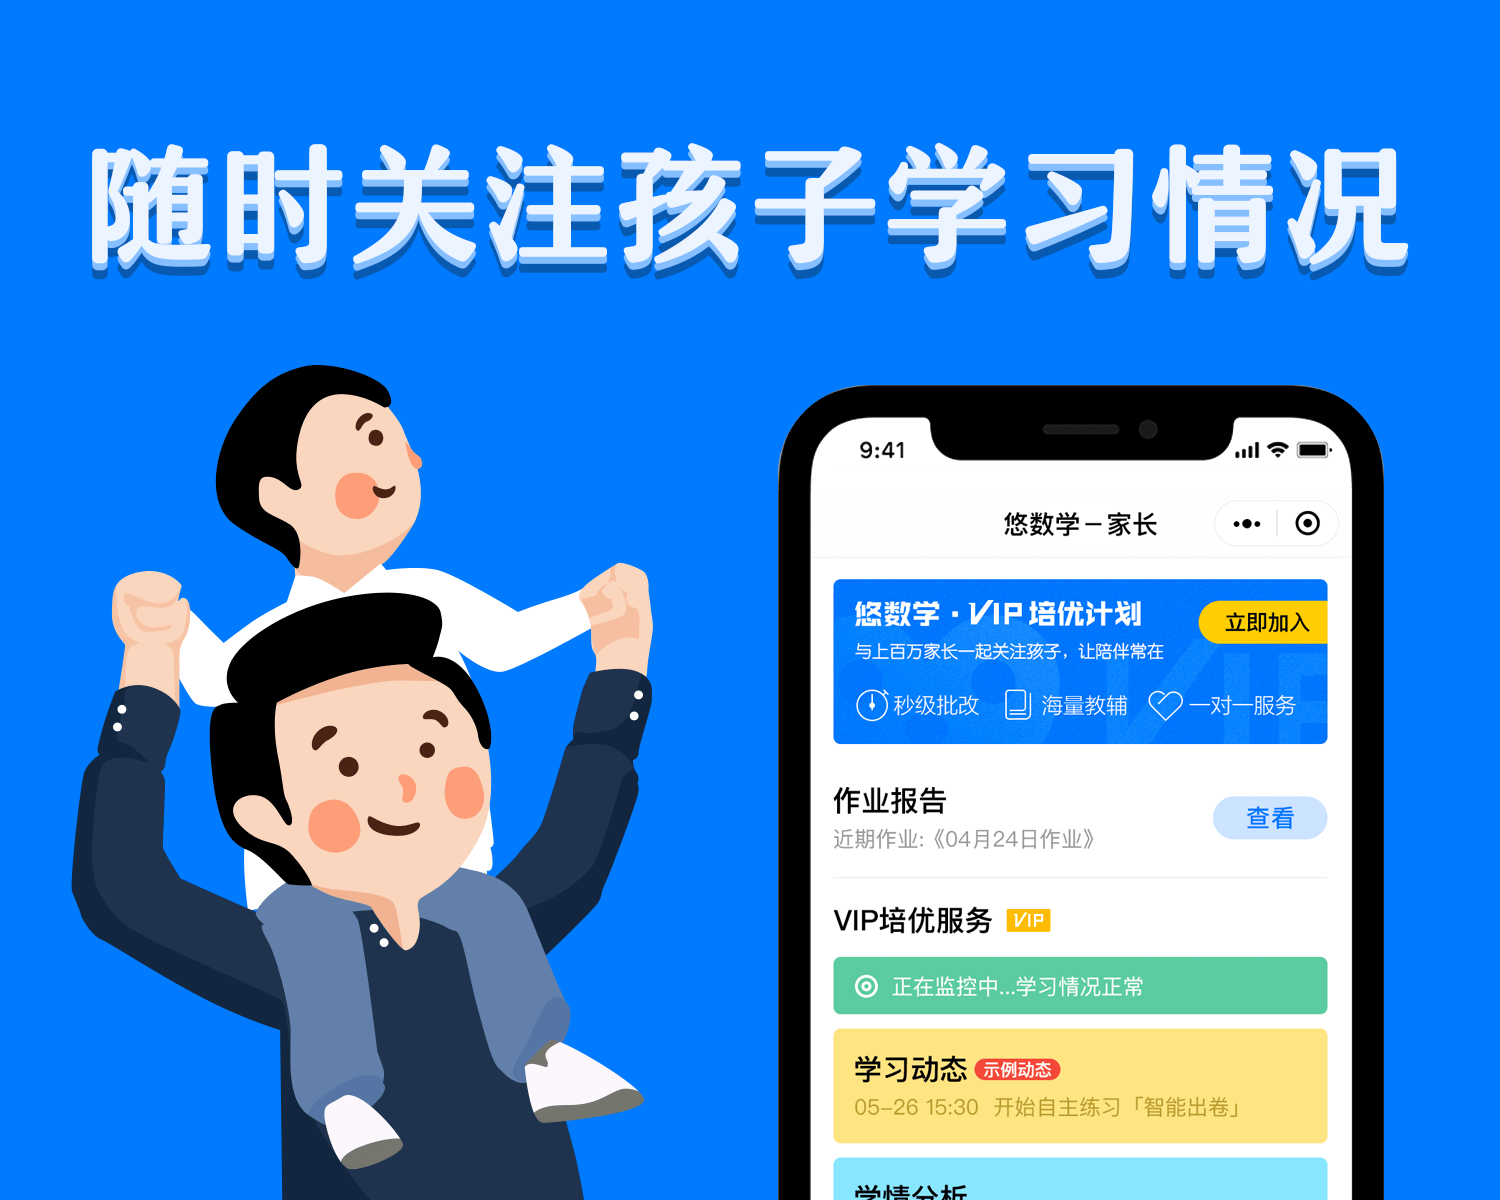 随时关注孩子学习情况
9:41
悠数学－家长
悠数学·VIP培优计划
立即加入
与上百万家长一起关注孩子，让陪伴常在
秒级批改 海量教辅 一对一服务
作业报告
查看
近期作业:《04月24日作业》
VIP培优服务 VIP
正在监控中...学习情况正常
学习动态 示例动态
05-26 15:30 开始自主练习「智能出卷」
学情分析